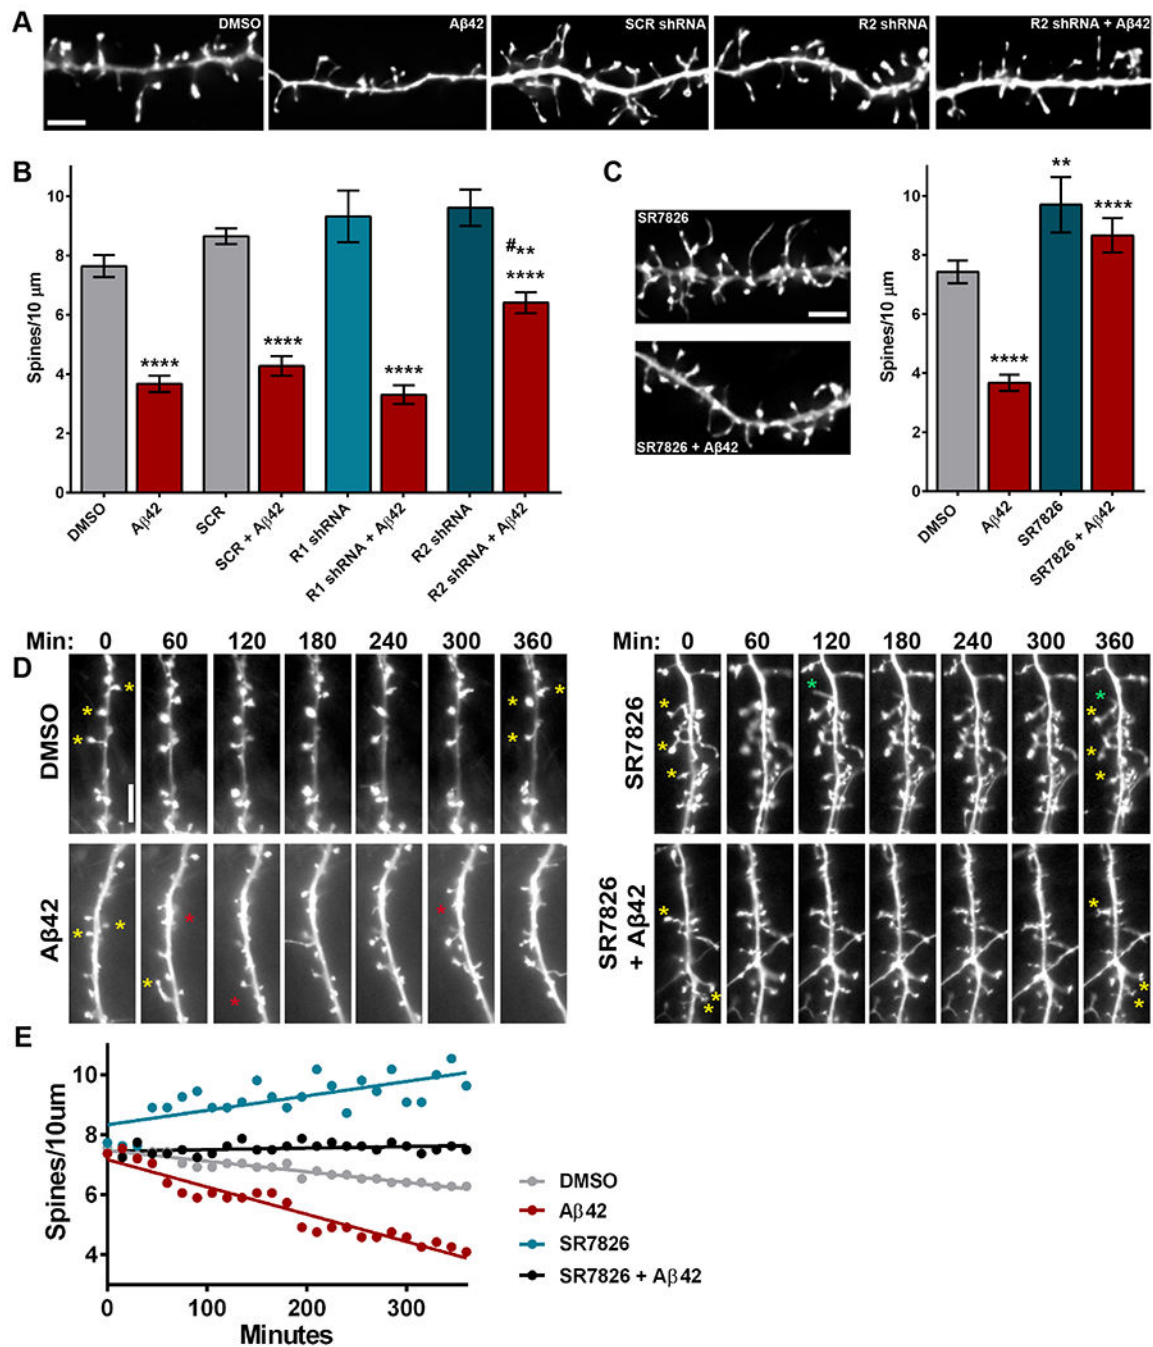 A
DMSO
Aβ42
SCR shRNA
R2 shRNA
R2 shRNA + Aβ42
B
Spines/10 μm
10
8
6
4
2
0
****
****
****
#**
****
DMSO
Aβ42
SCR
SCR + Aβ42
R1 shRNA
R1 shRNA + Aβ42
R2 shRNA
R2 shRNA + Aβ42
C
SR7826
SR7826 + Aβ42
Spines/10 μm
10
8
6
4
2
0
****
**
****
DMSO
Aβ42
SR7826
SR7826 + Aβ42
D
Min: 0 60 120 180 240 300 360
DMSO
* * * * * *
Aβ42
* * * * * *
Min: 0 60 120 180 240 300 360
SR7826
* * * * * * * *
SR7826
+ Aβ42
* * * * * *
E
Spines/10um
10
8
6
4
0 100 200 300
Minutes
DMSO
Aβ42
SR7826
SR7826 + Aβ42